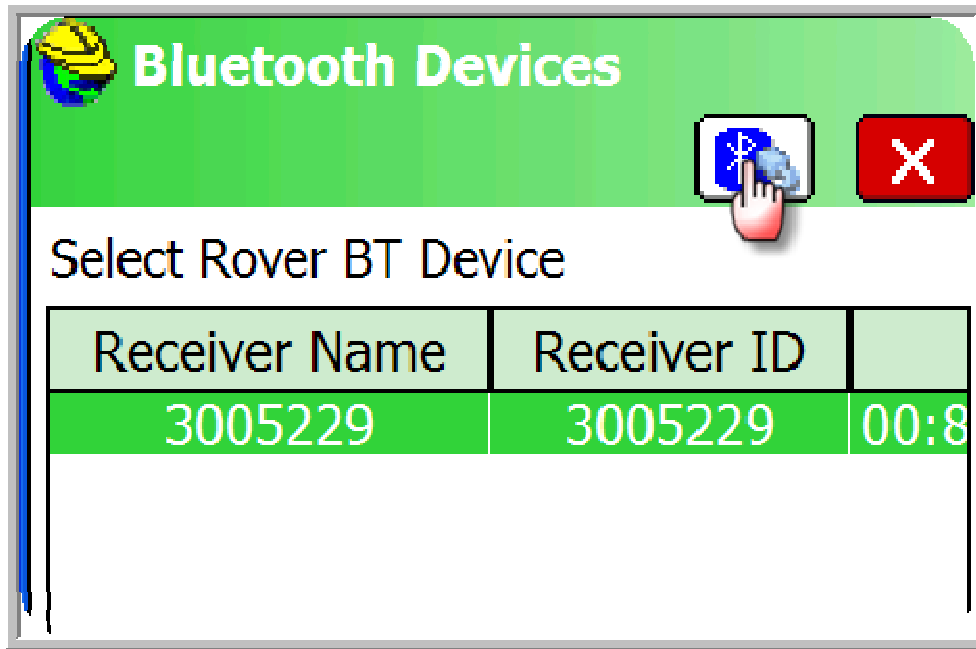 Bluetooth Devices
Select Rover BT Device
Receiver Name Receiver ID
3005229 3005229 00:8